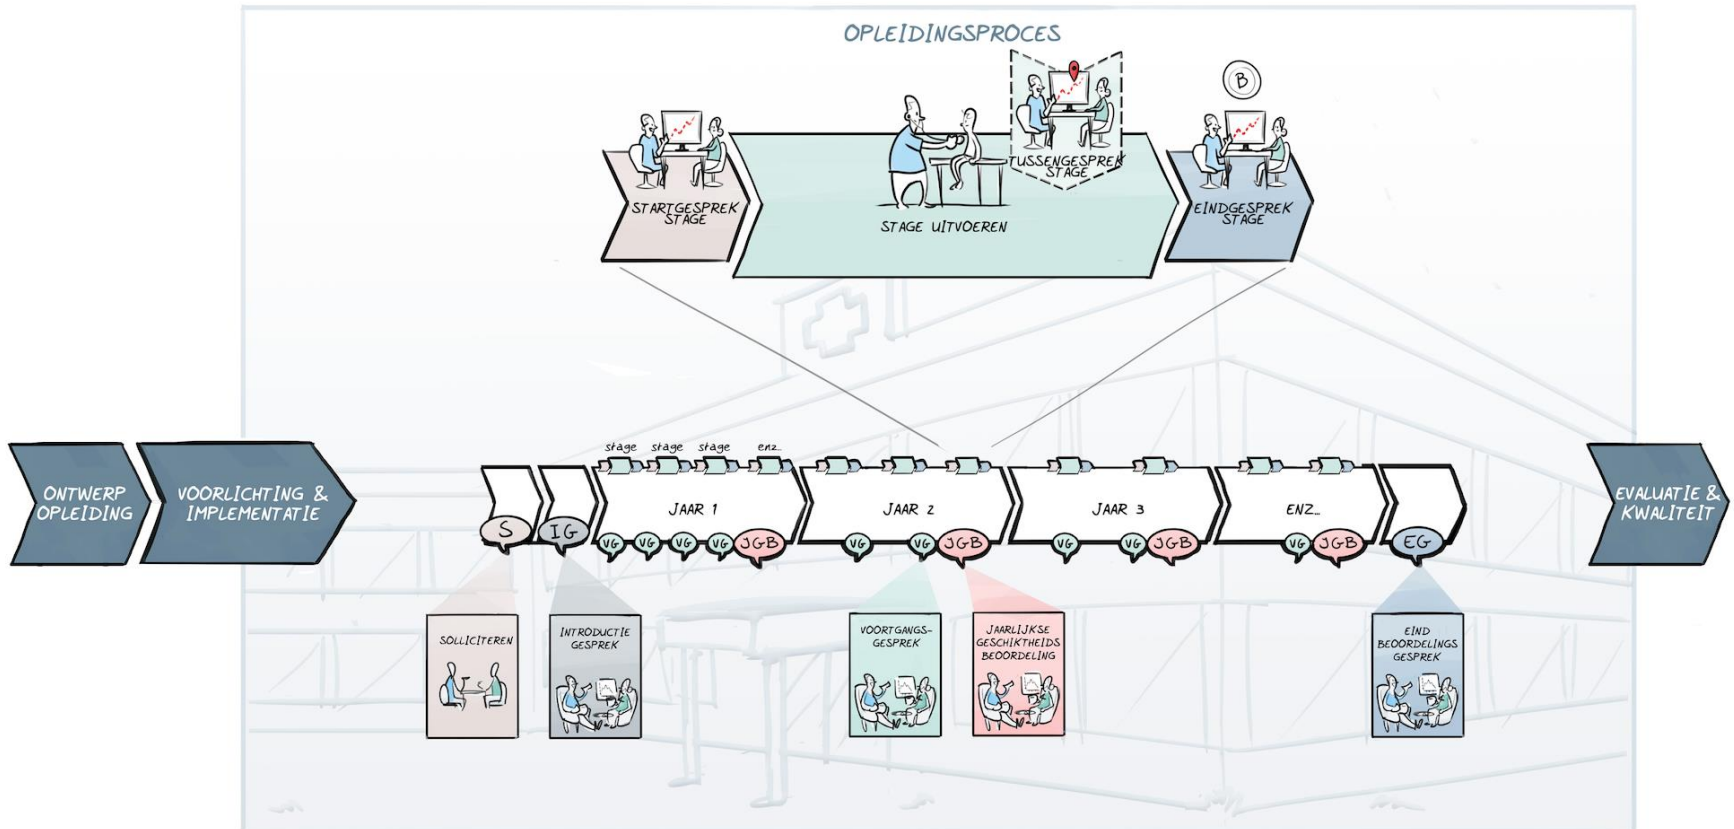 OPLEIDINGSPROCES
B
STARTGESPREK
STAGE
STAGE UITVOEREN
TUSSENGESPREK
STAGE
EINDGESPREK
STAGE
ONTWERP
OPLEIDING
VOORLICHTING &
IMPLEMENTATIE
stage
stage
stage
enz..
S
IG
JAAR 1
VG
VG
VG
VG
JGB
JAAR 2
VG
VG
JGB
JAAR 3
VG
VG
JGB
ENZ...
VG
JGB
EG
EVALUATIE &
KWALITEIT
SOLLICITEREN
INTRODUCTIE
GESPREK
VOORTGANGS-
GESPREK
JAARLIJKSE
GESCHIKTHEIDS
BEOORDELING
EIND
BEOORDELINGS
GESPREK